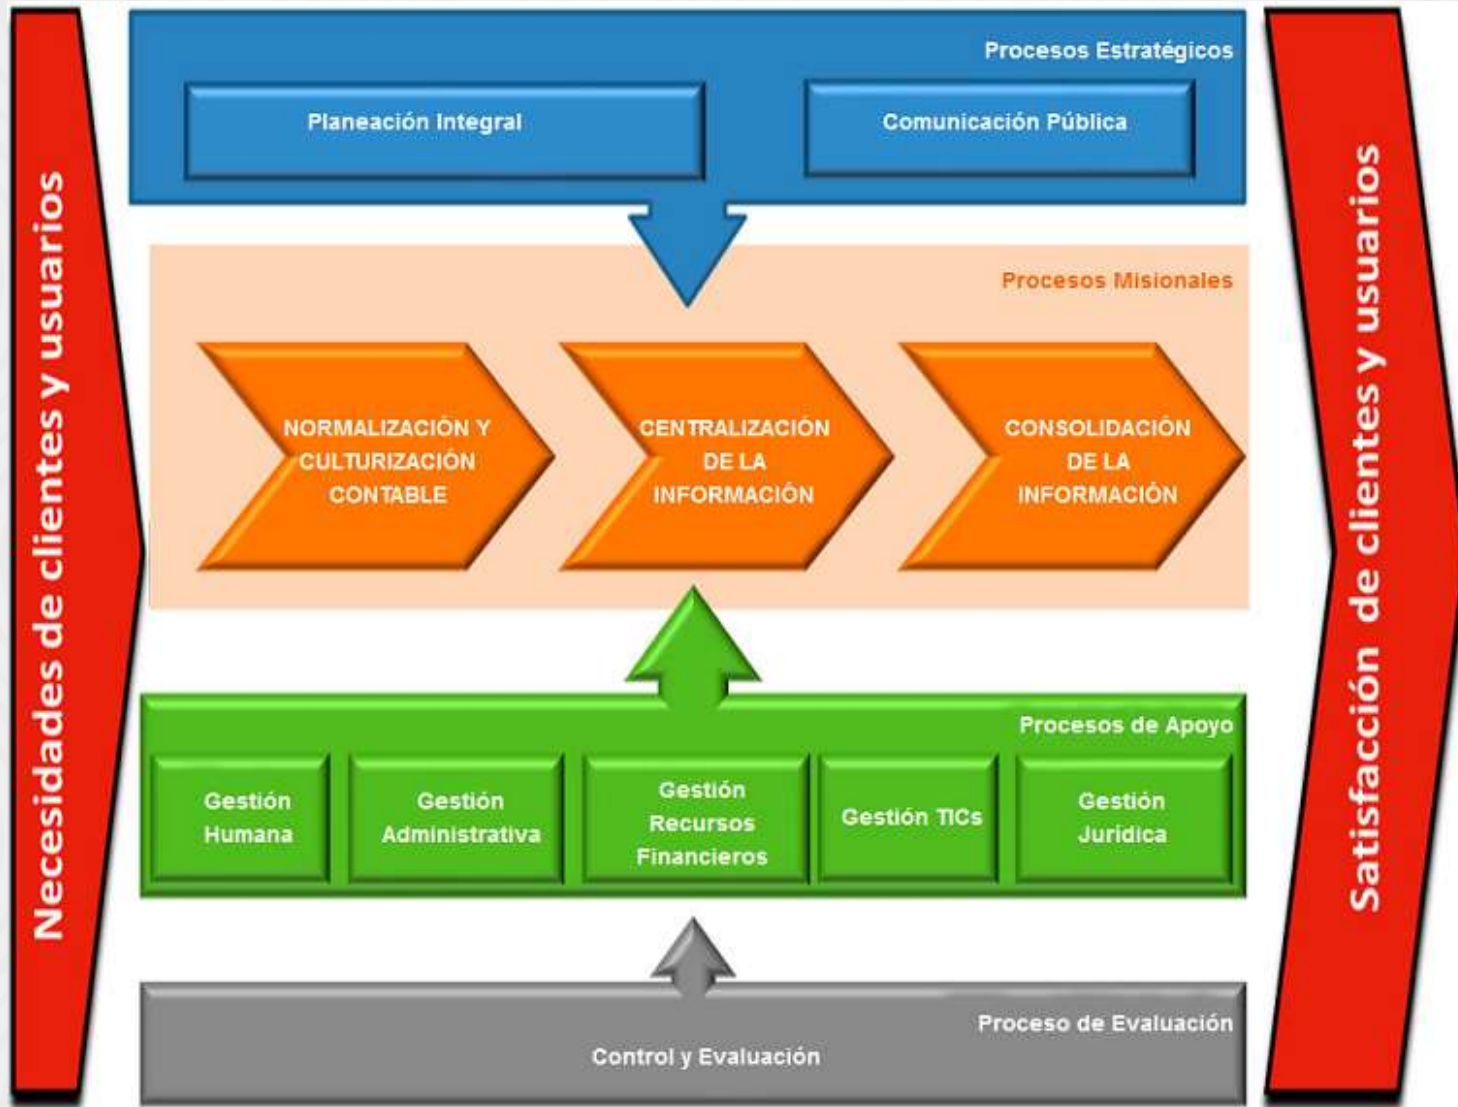 Necesidades de clientes y usuarios
Procesos Estratégicos
Planeación Integral
Comunicación Pública
Procesos Misionales
NORMALIZACIÓN Y
CULTURIZACIÓN
CONTABLE
CENTRALIZACIÓN
DE LA
INFORMACIÓN
CONSOLIDACIÓN
DE LA
INFORMACIÓN
Procesos de Apoyo
Gestión
Humana
Gestión
Administrativa
Gestión
Recursos
Financieros
Gestión TICs
Gestión
Jurídica
Proceso de Evaluación
Control y Evaluación
Satisfacción de clientes y usuarios